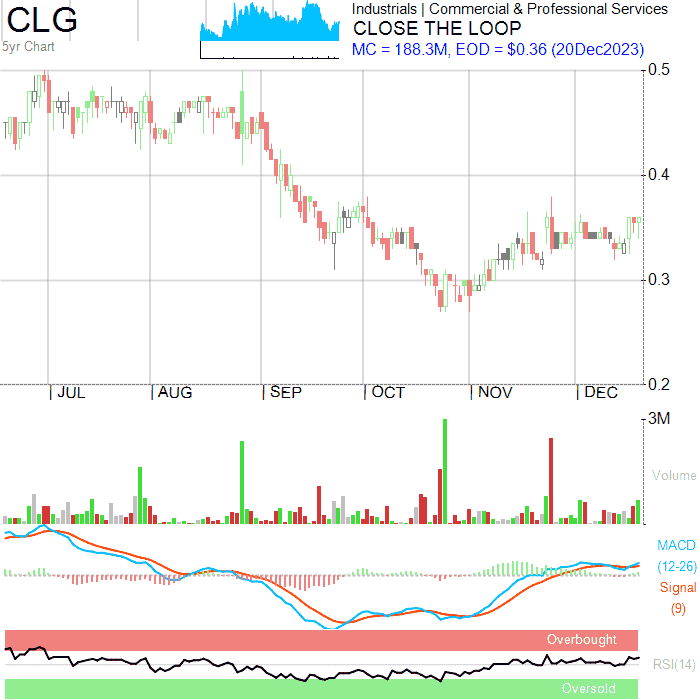 CLG
5yr Chart
Industrials | Commercial & Professional Services
CLOSE THE LOOP
MC = 188.3M, EOD = $0.36 (20Dec2023)
0.5
0.4
0.3
0.2
| JUL | AUG | SEP | OCT | NOV | DEC
3M
Volume
MACD
(12-26)
Signal
(9)
Overbought
RSI(14)
Oversold